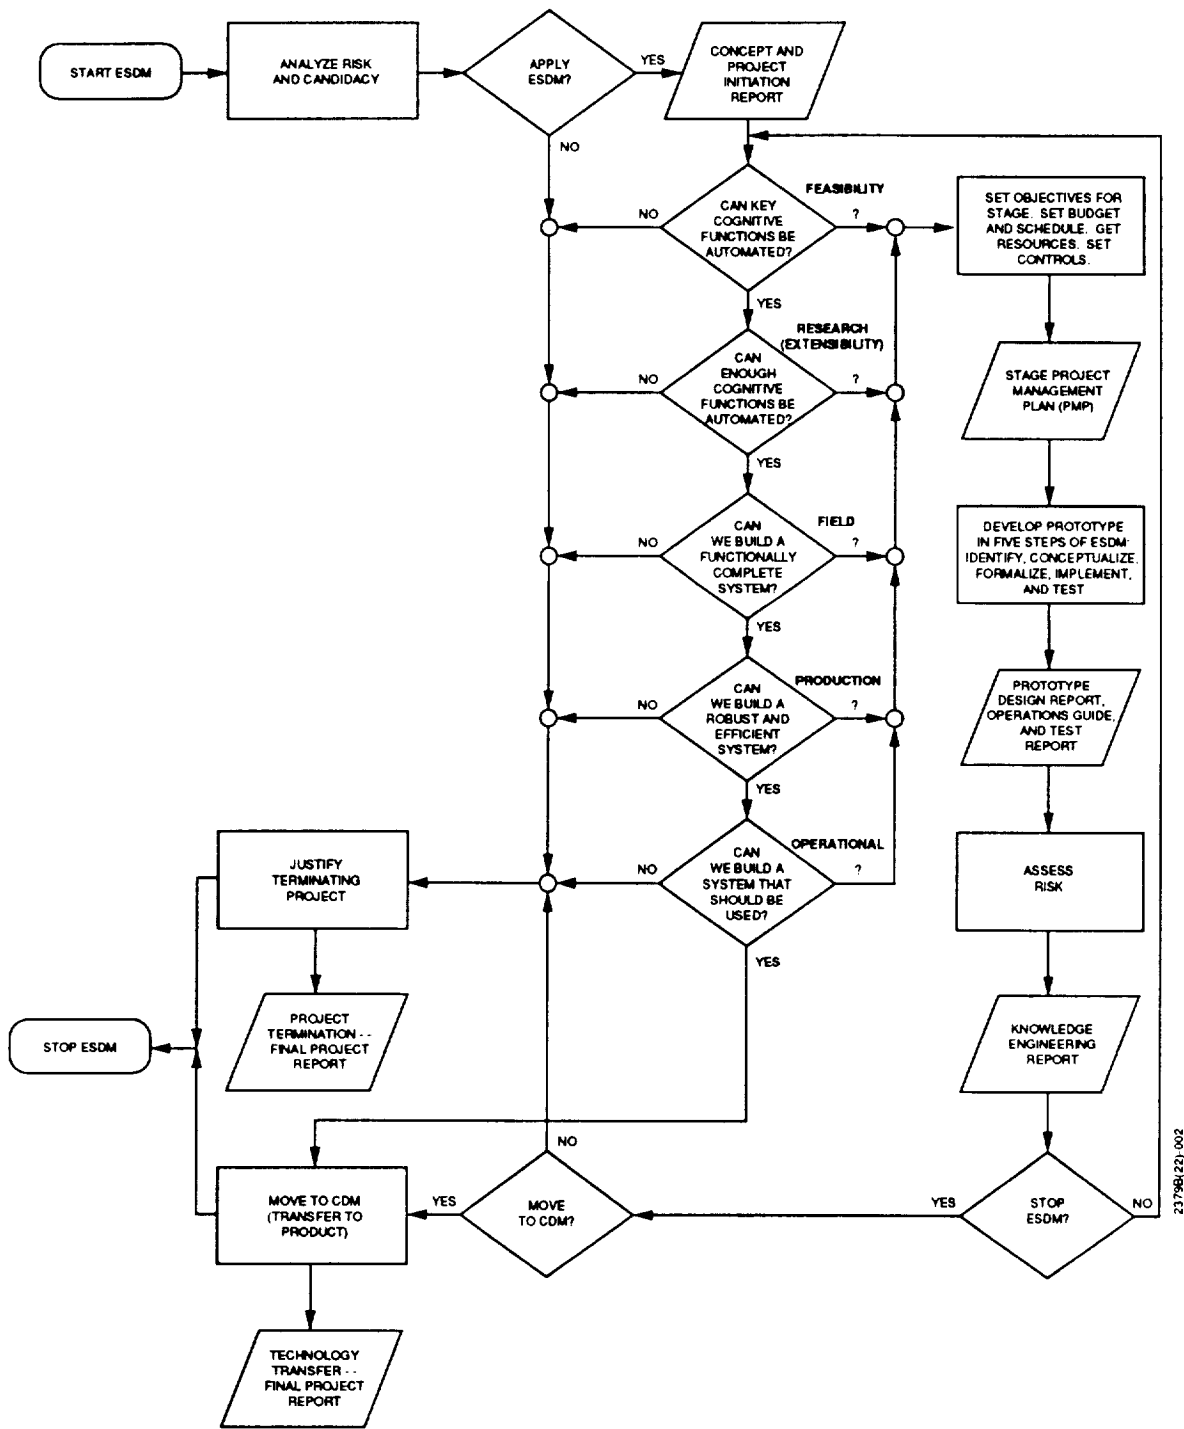 START ESDM
ANALYZE RISK
AND CANDIDACY
APPLY
ESDM?
YES
CONCEPT AND
PROJECT
INITIATION
REPORT
NO
FEASIBILITY
CAN KEY
COGNITIVE
FUNCTIONS BE
AUTOMATED?
NO
?
YES
SET OBJECTIVES FOR
STAGE. SET BUDGET
AND SCHEDULE. GET
RESOURCES. SET
CONTROLS.
RESEARCH
(EXTENSIBILITY)
CAN
ENOUGH
COGNITIVE
FUNCTIONS BE
AUTOMATED?
NO
?
YES
STAGE PROJECT
MANAGEMENT
PLAN (PMP)
FIELD
CAN
WE BUILD A
FUNCTIONALLY
COMPLETE
SYSTEM?
NO
?
YES
DEVELOP PROTOTYPE
IN FIVE STEPS OF ESDM:
IDENTIFY, CONCEPTUALIZE,
FORMALIZE, IMPLEMENT,
AND TEST
PRODUCTION
CAN
WE BUILD A
ROBUST AND
EFFICIENT
SYSTEM?
NO
?
YES
PROTOTYPE
DESIGN REPORT,
OPERATIONS GUIDE,
AND TEST
REPORT
OPERATIONAL
CAN
WE BUILD A
SYSTEM THAT
SHOULD BE
USED?
NO
?
YES
JUSTIFY
TERMINATING
PROJECT
ASSESS
RISK
PROJECT
TERMINATION - -
FINAL PROJECT
REPORT
STOP ESDM
KNOWLEDGE
ENGINEERING
REPORT
NO
MOVE TO CDM
(TRANSFER TO
PRODUCT)
YES
MOVE
TO CDM?
YES
STOP
ESDM?
NO
TECHNOLOGY
TRANSFER - -
FINAL PROJECT
REPORT
2379B(22)-002